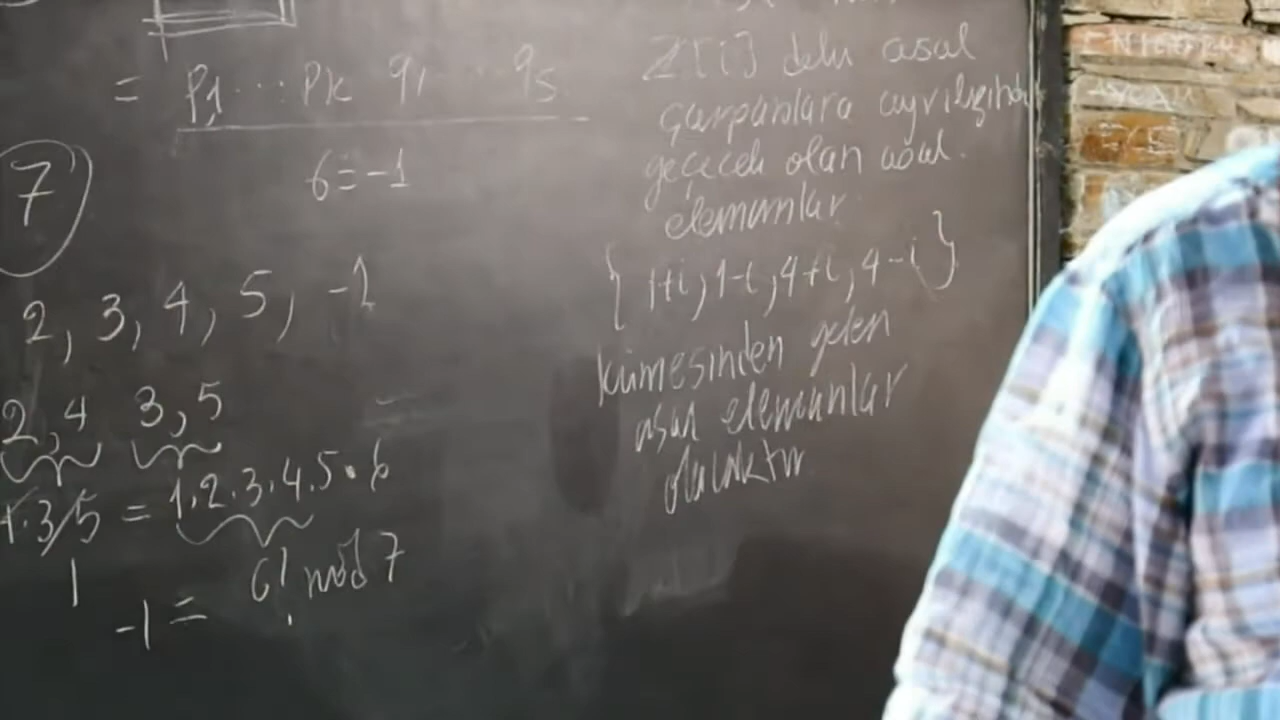 = p1 ... pk q1 ... qs
6 ≡ -1
7
2, 3, 4, 5, -1
2, 4 3, 5
4.3/5 = 1.2.3.4.5.6
1
-1 ≡ 6! mod 7
Z[i] deki asal
çarpanlara
geçecek olan asal
elemanlar
{1+i, 1-i, 4+i, 4-i}
kümesinden gelen
asal elemanlar
olacaktır
ECE